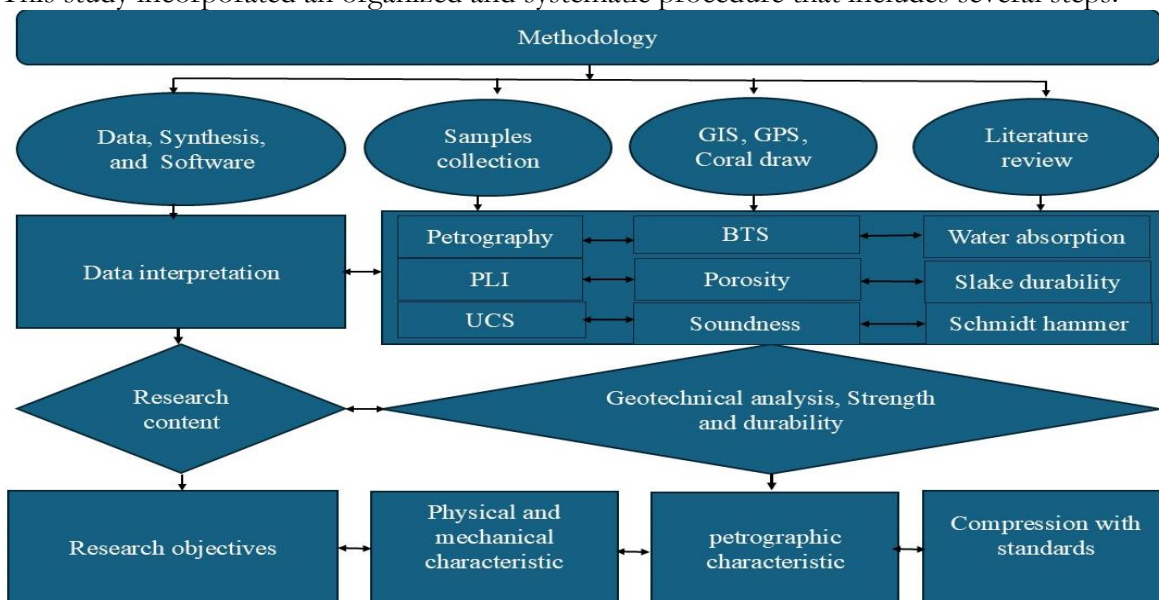 This study incorporated an organized and systematic procedure that includes several steps.
Methodology
Data, Synthesis,
and Software
Samples
collection
GIS, GPS,
Coral draw
Literature
review
Data interpretation
Petrography
BTS
Water absorption
PLI
Porosity
Slake durability
UCS
Soundness
Schmidt hammer
Research
content
Geotechnical analysis, Strength
and durability
Research objectives
Physical and
mechanical
characteristic
petrographic
characteristic
Compression with
standards